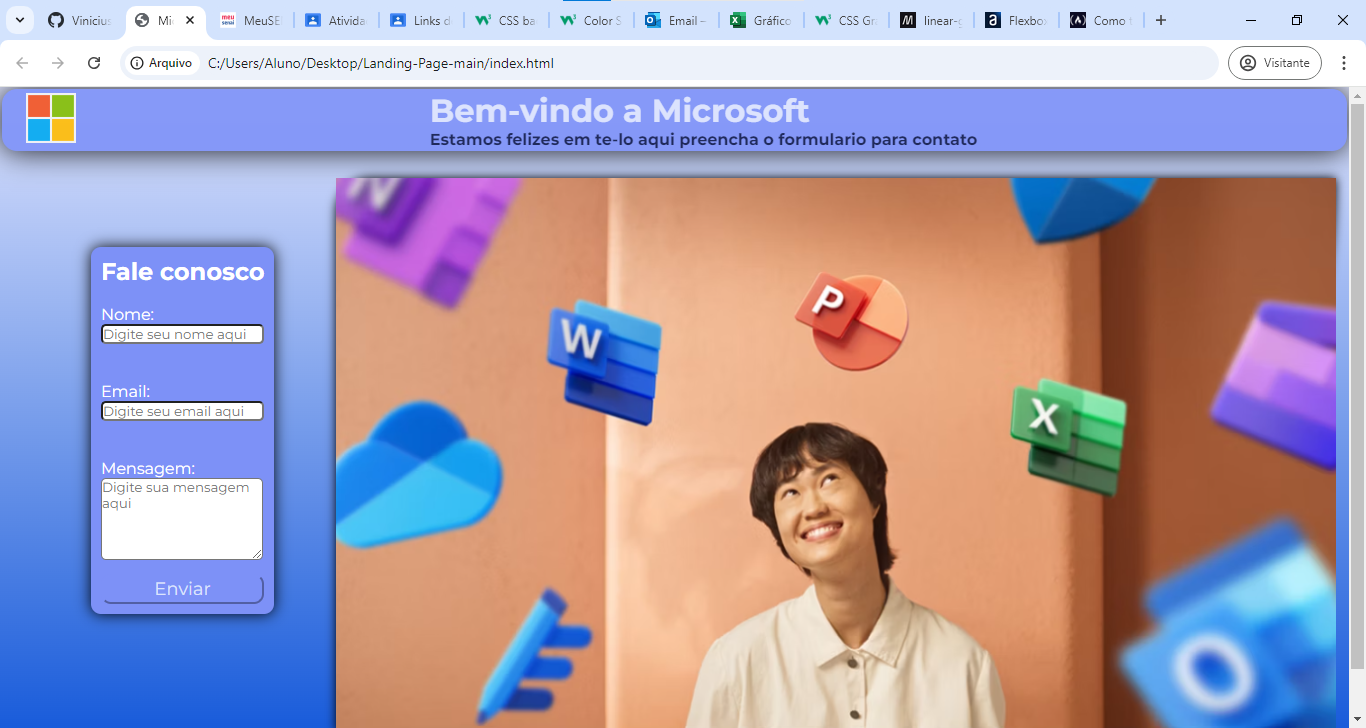 Vinicius
Mi
MeuSE
Ativida
Links d
CSS ba
Color S
Email –
Gráfico
CSS Gr
linear-g
Flexbo
Como
Arquivo
C:/Users/Aluno/Desktop/Landing-Page-main/index.html
Visitante
Bem-vindo a Microsoft
Estamos felizes em te-lo aqui preencha o formulario para contato
Fale conosco
Nome:
Digite seu nome aqui
Email:
Digite seu email aqui
Mensagem:
Digite sua mensagem
aqui
Enviar
N
W
P
X
O